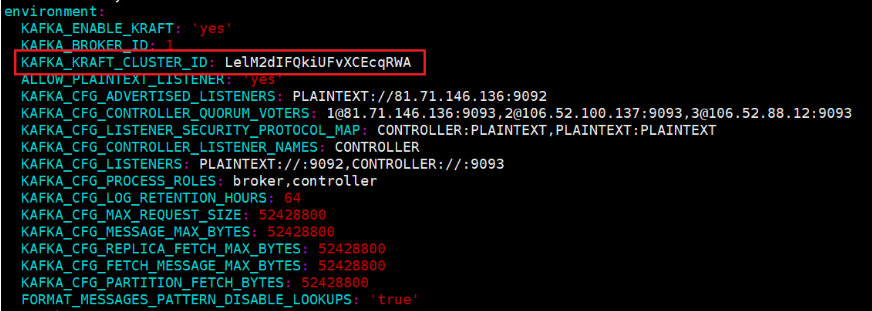 environment:
KAFKA_ENABLE_KRAFT: 'yes'
KAFKA_BROKER_ID: 1
KAFKA_KRAFT_CLUSTER_ID: LelM2dIFQkiUFvXCEcqRWA
ALLOW_PLAINTEXT_LISTENER: 'yes'
KAFKA_CFG_ADVERTISED_LISTENERS: PLAINTEXT://81.71.146.136:9092
KAFKA_CFG_CONTROLLER_QUORUM_VOTERS: 1@81.71.146.136:9093,2@106.52.100.137:9093,3@106.52.88.12:9093
KAFKA_CFG_LISTENER_SECURITY_PROTOCOL_MAP: CONTROLLER:PLAINTEXT,PLAINTEXT:PLAINTEXT
KAFKA_CFG_CONTROLLER_LISTENER_NAMES: CONTROLLER
KAFKA_CFG_LISTENERS: PLAINTEXT://:9092,CONTROLLER://:9093
KAFKA_CFG_PROCESS_ROLES: broker,controller
KAFKA_CFG_LOG_RETENTION_HOURS: 64
KAFKA_CFG_MAX_REQUEST_SIZE: 52428800
KAFKA_CFG_MESSAGE_MAX_BYTES: 52428800
KAFKA_CFG_REPLICA_FETCH_MAX_BYTES: 52428800
KAFKA_CFG_FETCH_MESSAGE_MAX_BYTES: 52428800
KAFKA_CFG_PARTITION_FETCH_BYTES: 52428800
FORMAT_MESSAGES_PATTERN_DISABLE_LOOKUPS: 'true'